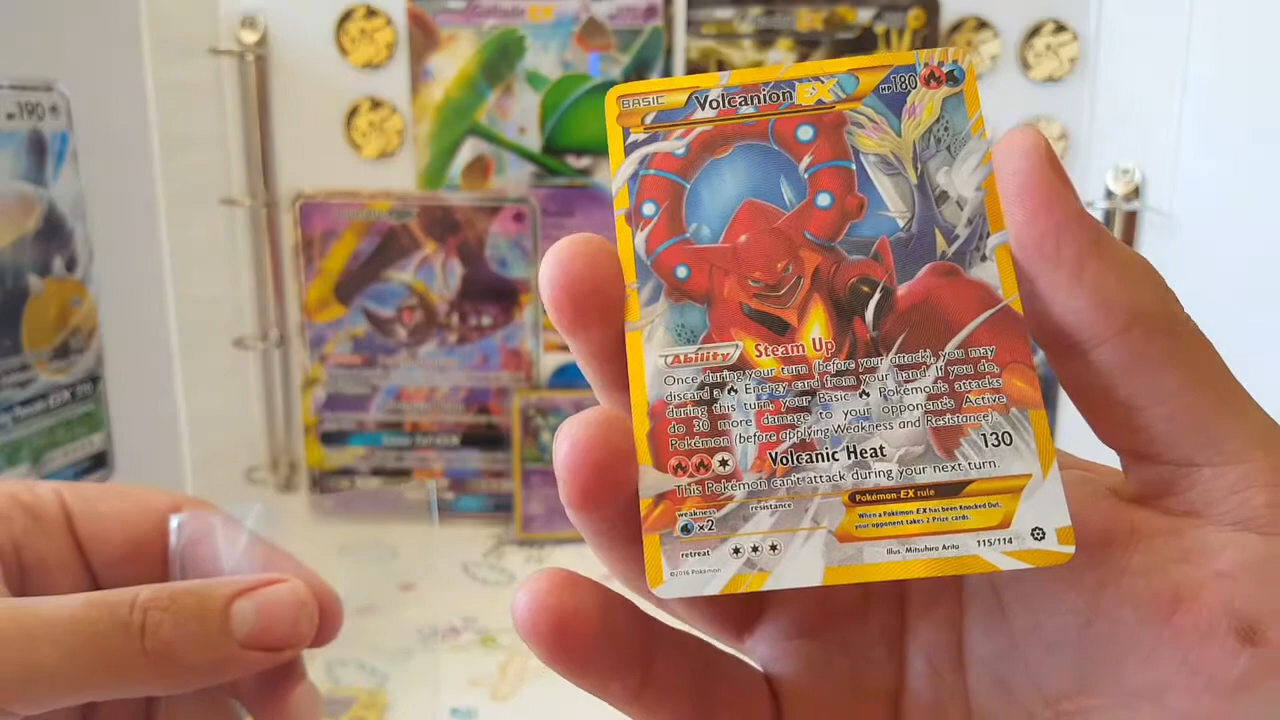 HP190
Gallade EX
BASIC Volcanion EX HP180
Ability Steam Up
Once during your turn (before your attack), you may
discard a Energy card from your hand. If you do,
during this turn, your Basic Pokémon's attacks
do 30 more damage to your opponent's Active
Pokémon (before applying Weakness and Resistance).
Volcanic Heat 130
This Pokémon can't attack during your next turn.
weakness resistance
×2
Pokémon-EX rule
When a Pokémon EX has been Knocked Out,
your opponent takes 2 Prize cards.
retreat
Illus. Mitsuhiro Arita 115/114
©2016 Pokémon